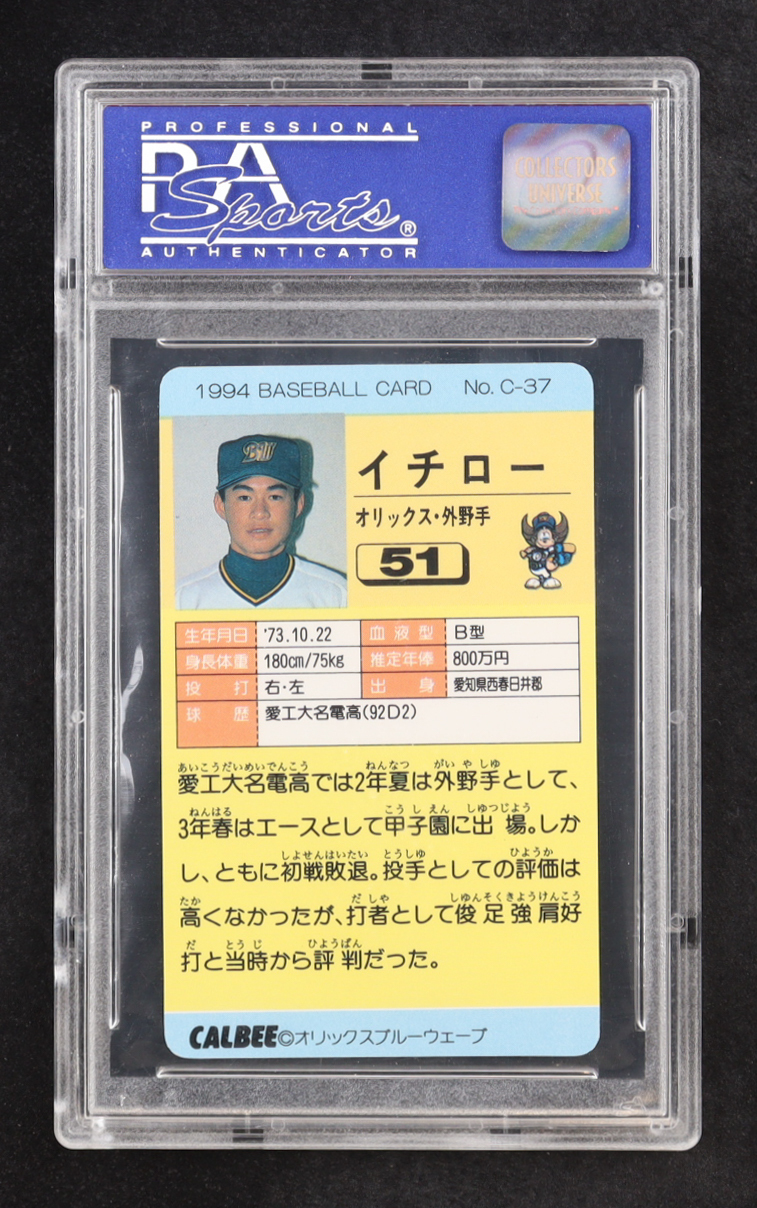 PROFESSIONAL
PSA
Sports®
AUTHENTICATOR
COLLECTORS
UNIVERSE
1994 BASEBALL CARD No. C-37
BW
イチロー
オリックス・外野手
51
生年月日 '73.10.22 血液型 B型
身長体重 180cm/75kg 推定年俸 800万円
投打 右・左 出身 愛知県西春日井郡
球歴 愛工大名電高(92D2)
あいこうだいめいでんこう ねんなつ がいやしゅ
愛工大名電高では2年夏は外野手として、
ねんはる こうしえん しゆつじよう
3年春はエースとして甲子園に出場。しか
しよせんはいたい とうしゆ ひようか
し、ともに初戦敗退。投手としての評価は
たか だしや しゆんそくきようけんこう
高くなかったが、打者として俊足強肩好
だ とうじ ひようばん
打と当時から評判だった。
CALBEE©オリックスブルーウェーブ